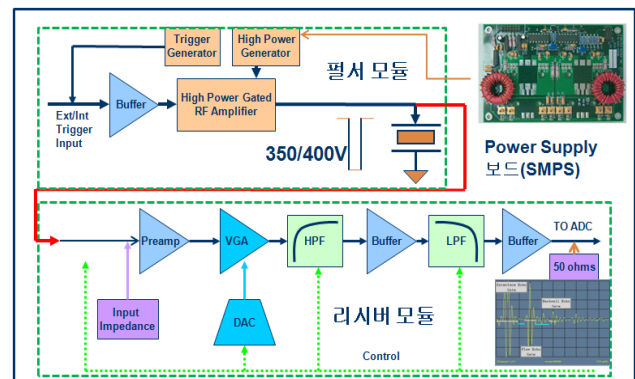 Trigger
Generator
High Power
Generator
펄서 모듈
Buffer
High Power Gated
RF Amplifier
Ext/Int
Trigger
Input
350/400V
Power Supply
보드(SMPS)
Preamp
VGA
HPF
Buffer
LPF
Buffer
TO ADC
50 ohms
Input
Impedance
DAC
리시버 모듈
Control